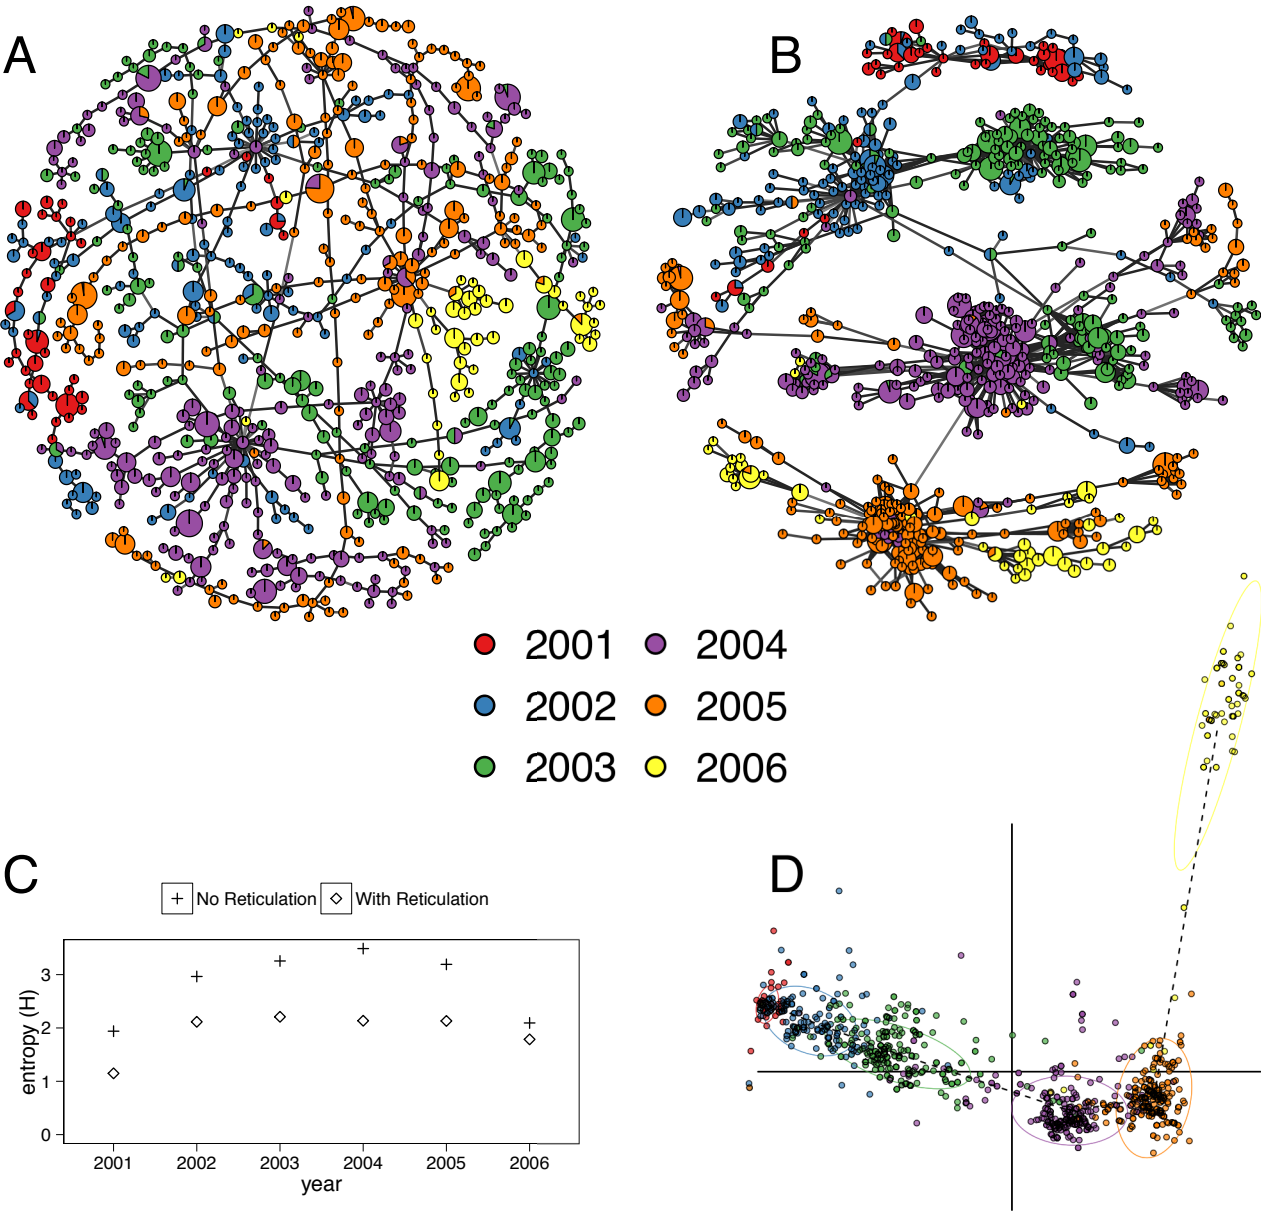 A
B
2001 2004
2002 2005
2003 2006
C
D
No Reticulation With Reticulation
entropy (H)
3
2
1
0
2001 2002 2003 2004 2005 2006
year